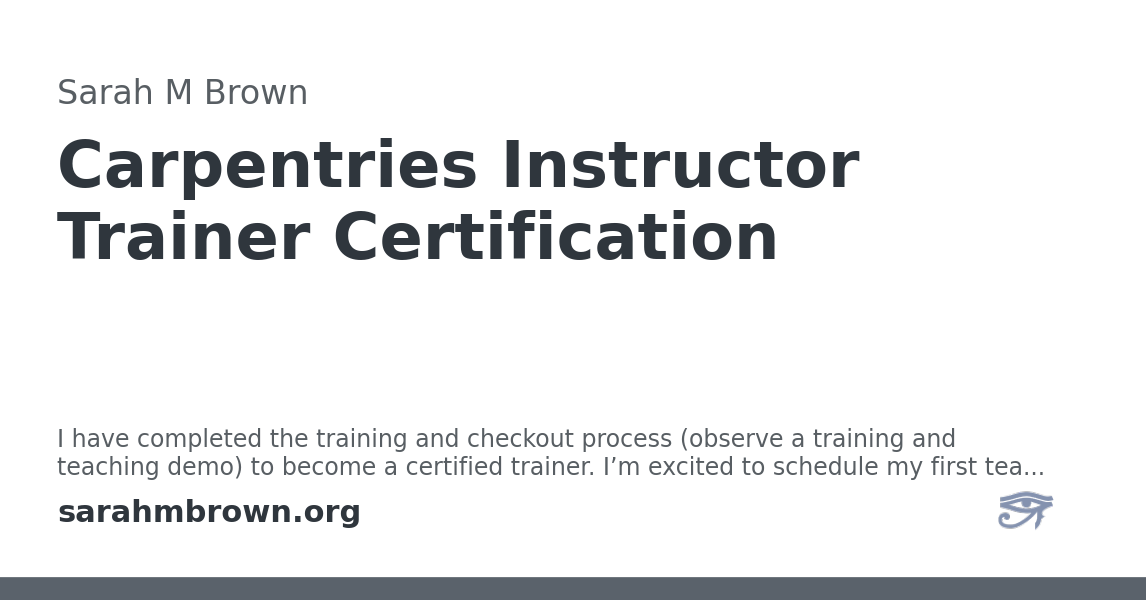 Sarah M Brown
Carpentries Instructor
Trainer Certification
I have completed the training and checkout process (observe a training and
teaching demo) to become a certified trainer. I’m excited to schedule my first tea...
sarahmbrown.org